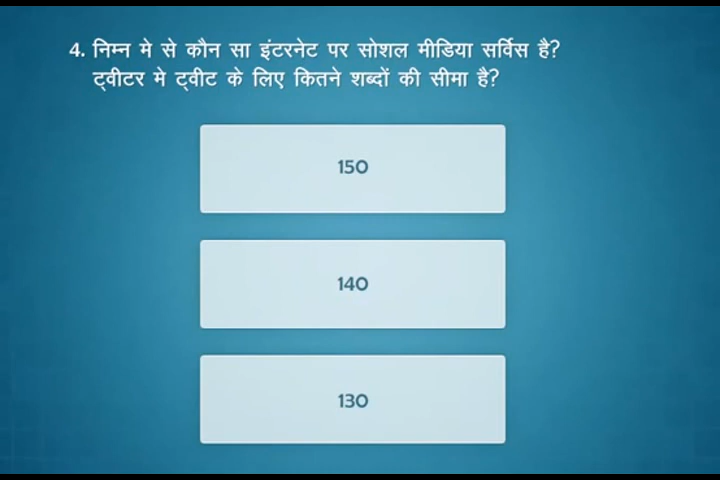 4. निम्न मे से कौन सा इंटरनेट पर सोशल मीडिया सर्विस है?
ट्वीटर मे ट्वीट के लिए कितने शब्दों की सीमा है?
150
140
130